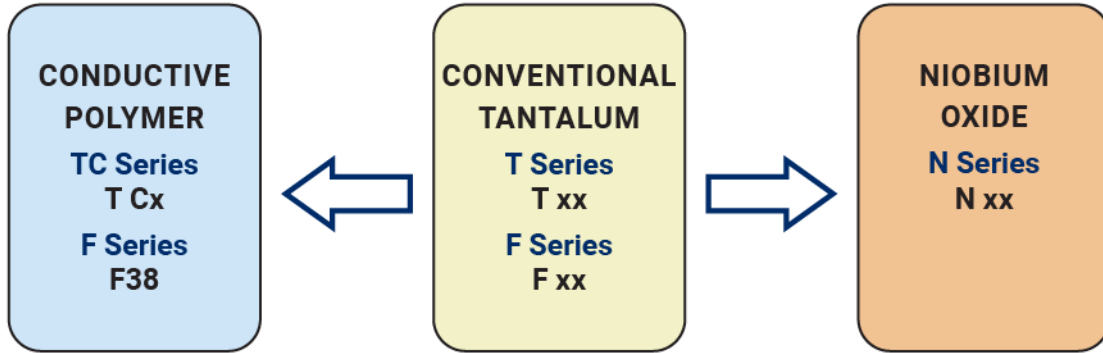 CONDUCTIVE
POLYMER
TC Series
T Cx
F Series
F38
CONVENTIONAL
TANTALUM
T Series
T xx
F Series
F xx
NIOBIUM
OXIDE
N Series
N xx